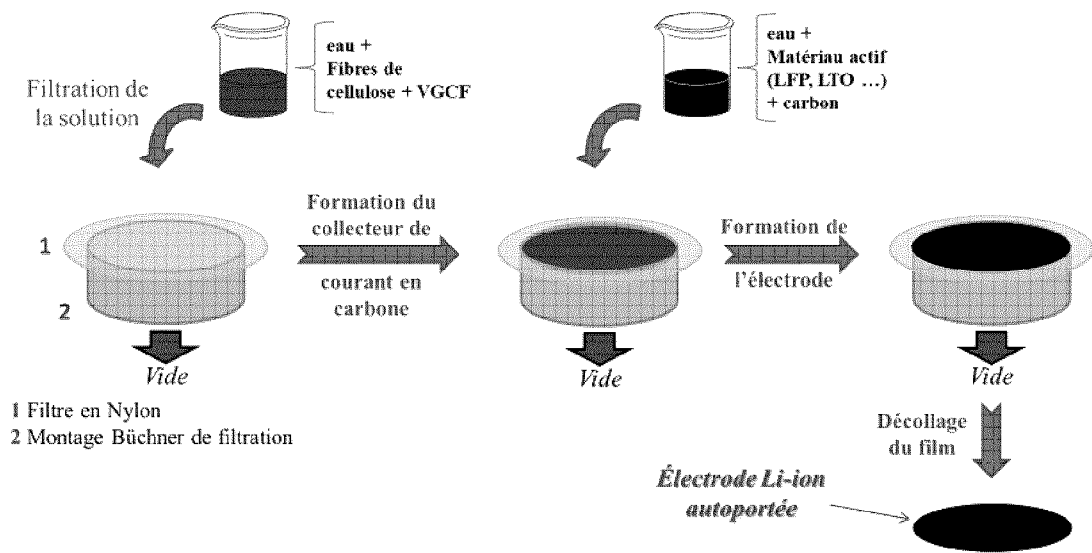 eau +
Fibres de
cellulose + VGCF
eau +
Matériau actif
(LFP, LTO ...)
+ carbon
Filtration de
la solution
1
2
Formation du
collecteur de
courant en
carbone
Formation de
l'électrode
Vide
Vide
Vide
1 Filtre en Nylon
2 Montage Büchner de filtration
Décollage
du film
Électrode Li-ion
autoportée